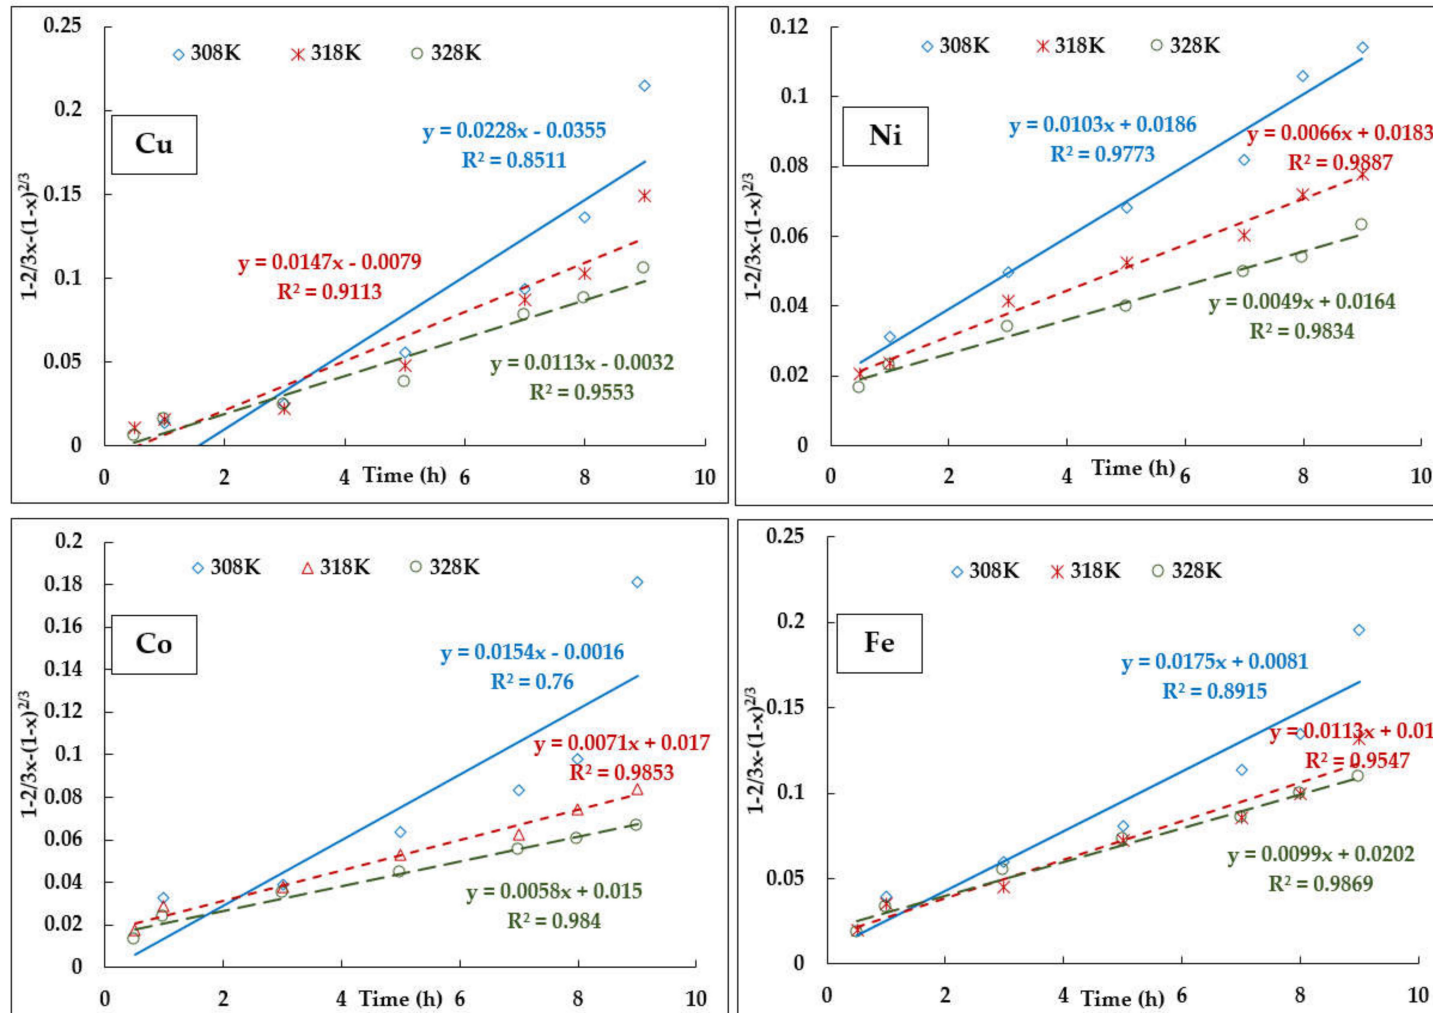 0.25
0.2
0.15
0.1
0.05
0
1-2/3x-(1-x)^2/3
308K 318K 328K
Cu
y = 0.0228x - 0.0355
R² = 0.8511
y = 0.0147x - 0.0079
R² = 0.9113
y = 0.0113x - 0.0032
R² = 0.9553
0 2 4 6 8 10
Time (h)
0.12
0.1
0.08
0.06
0.04
0.02
0
1-2/3x-(1-x)^2/3
308K 318K 328K
Ni
y = 0.0103x + 0.0186
R² = 0.9773
y = 0.0066x + 0.0183
R² = 0.9887
y = 0.0049x + 0.0164
R² = 0.9834
0 2 4 6 8 10
Time (h)
0.2
0.18
0.16
0.14
0.12
0.1
0.08
0.06
0.04
0.02
0
1-2/3x-(1-x)^2/3
308K 318K 328K
Co
y = 0.0154x - 0.0016
R² = 0.76
y = 0.0071x + 0.017
R² = 0.9853
y = 0.0058x + 0.015
R² = 0.984
0 2 4 6 8 10
Time (h)
0.25
0.2
0.15
0.1
0.05
0
1-2/3x-(1-x)^2/3
308K 318K 328K
Fe
y = 0.0175x + 0.0081
R² = 0.8915
y = 0.0113x + 0.01
R² = 0.9547
y = 0.0099x + 0.0202
R² = 0.9869
0 2 4 6 8 10
Time (h)